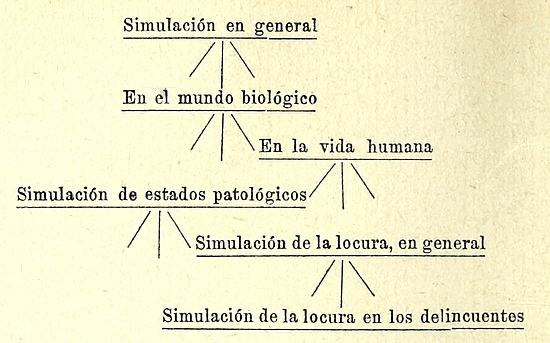 Simulación en general
En el mundo biológico
En la vida humana
Simulación de estados patológicos
Simulación de la locura, en general
Simulación de la locura en los delincuentes